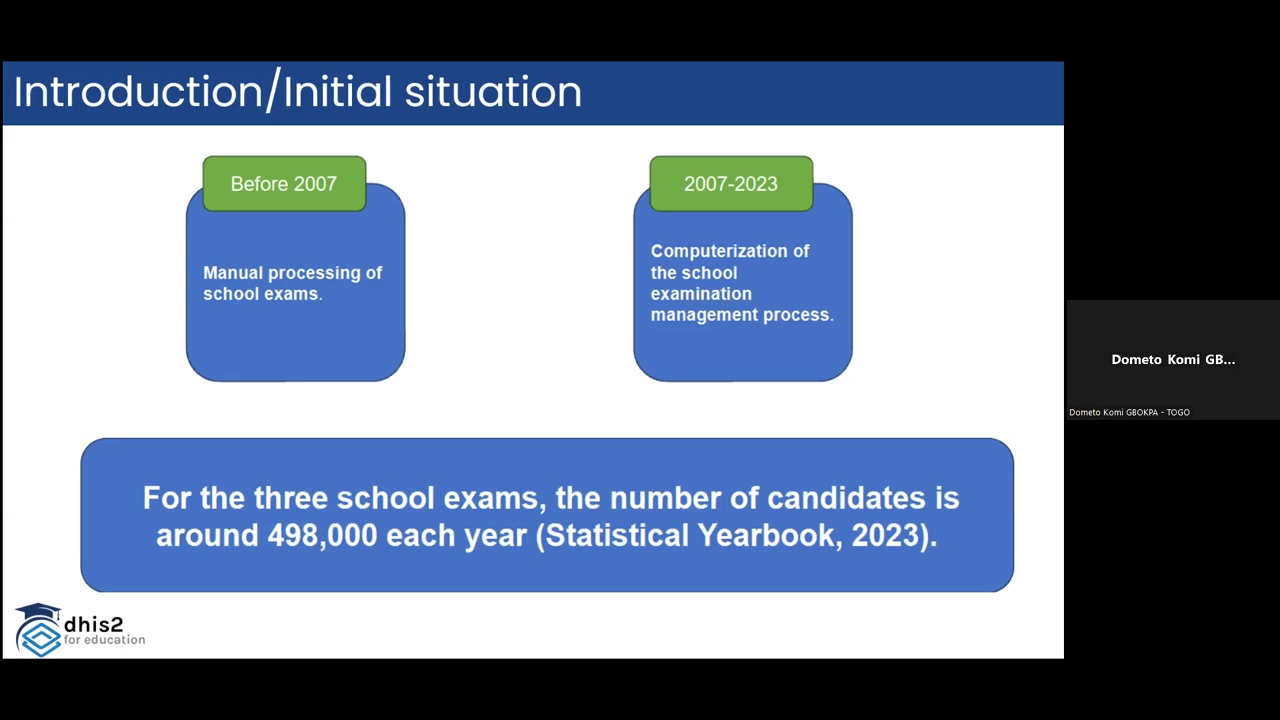 Introduction/Initial situation
Before 2007
Manual processing of
school exams.
2007-2023
Computerization of
the school
examination
management process.
For the three school exams, the number of candidates is
around 498,000 each year (Statistical Yearbook, 2023).
dhis2
for education
Dometo Komi GB...
Dometo Komi GBOKPA - TOGO